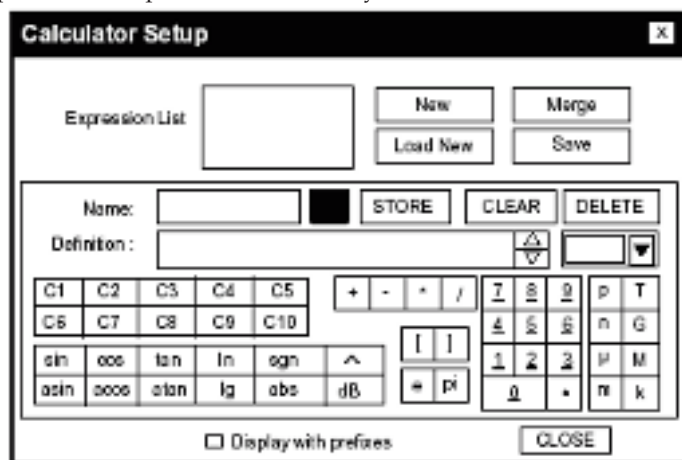 Calculator Setup X
Expression List
New Merge
Load New Save
Name: STORE CLEAR DELETE
Definition :
C1 C2 C3 C4 C5 + - * / 7 8 9 p T
C6 C7 C8 C9 C10 4 5 6 n G
[ ]
sin cos tan ln sgn ^ 1 2 3 μ M
asin acos atan lg abs dB e pi 0 . m k
Display with prefixes CLOSE